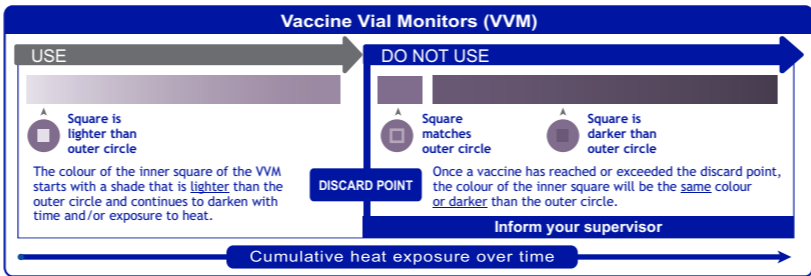 Vaccine Vial Monitors (VVM)
USE
Square is
lighter than
outer circle
The colour of the inner square of the VVM
starts with a shade that is lighter than the
outer circle and continues to darken with
time and/or exposure to heat.
DISCARD POINT
DO NOT USE
Square
matches
outer circle
Square is
darker than
outer circle
Once a vaccine has reached or exceeded the discard point,
the colour of the inner square will be the same colour
or darker than the outer circle.
Inform your supervisor
Cumulative heat exposure over time